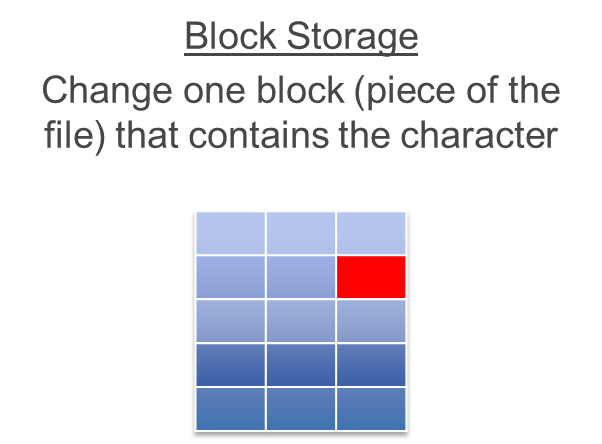 Block Storage
Change one block (piece of the
file) that contains the character